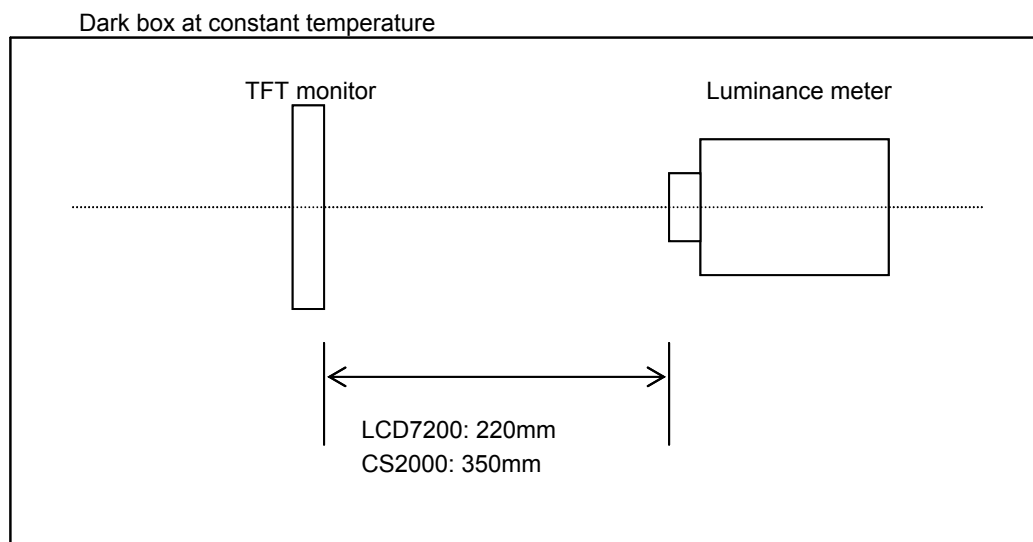 Dark box at constant temperature
TFT monitor
Luminance meter
LCD7200: 220mm
CS2000: 350mm